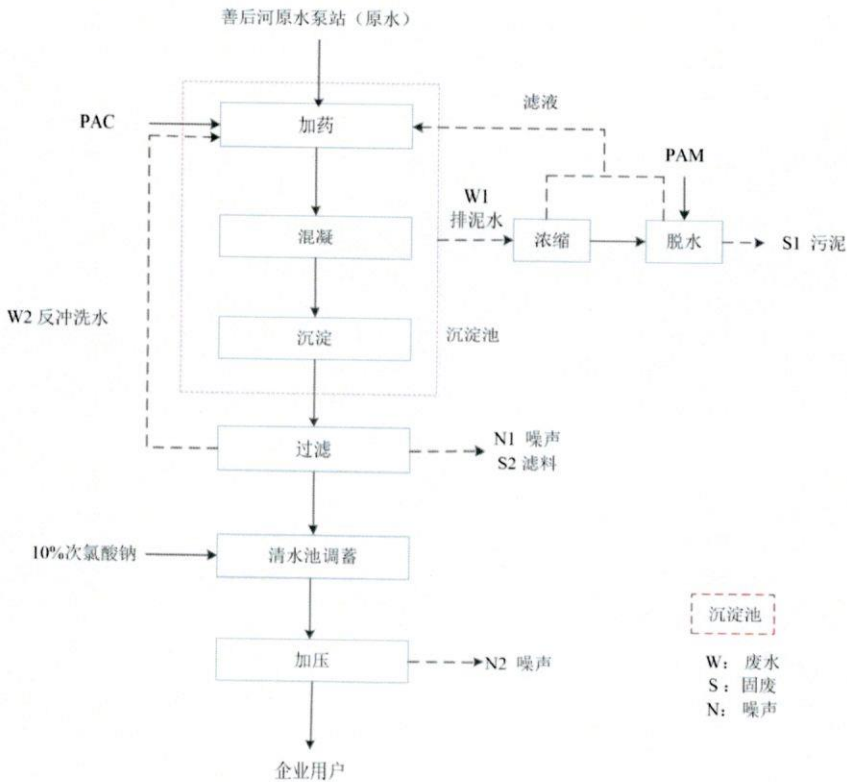 善后河原水泵站（原水）
滤液
PAC
加药
PAM
W1
排泥水
混凝
浓缩
脱水
S1 污泥
W2 反冲洗水
沉淀
沉淀池
过滤
N1 噪声
S2 滤料
10%次氯酸钠
清水池调蓄
沉淀池
加压
N2 噪声
W： 废水
S： 固废
N： 噪声
企业用户